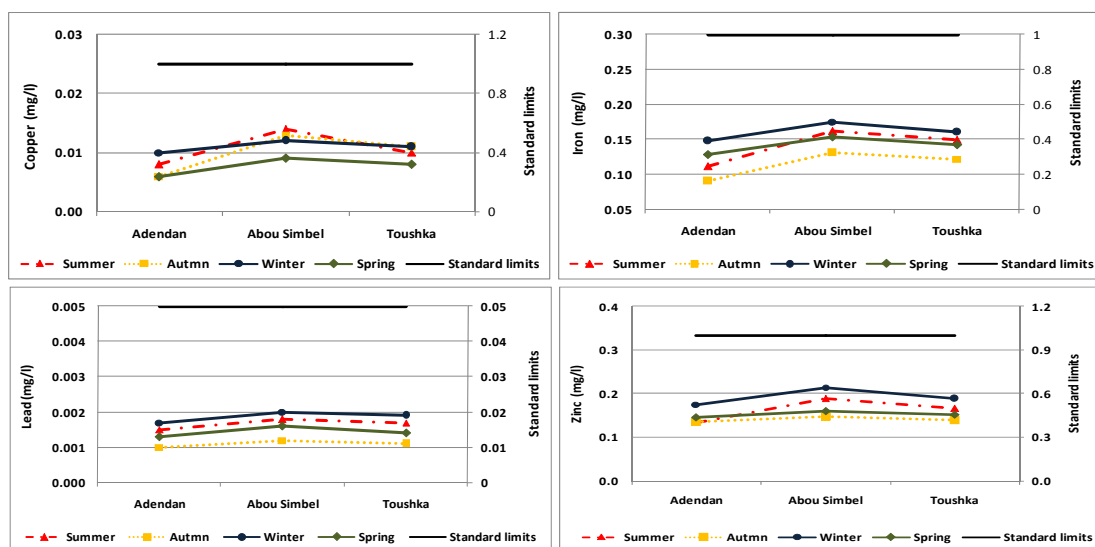 0.03
0.02
0.01
0.00
Copper (mg/l)
1.2
0.8
0.4
0
Standard limits
Adendan Abou Simbel Toushka
Summer Autmn Winter Spring Standard limits
0.30
0.25
0.20
0.15
0.10
0.05
Iron (mg/l)
1
0.8
0.6
0.4
0.2
0
Standard limits
Adendan Abou Simbel Toushka
Summer Autmn Winter Spring Standard limits
0.005
0.004
0.003
0.002
0.001
0.000
Lead (mg/l)
0.05
0.04
0.03
0.02
0.01
0
Standard limits
Adendan Abou Simbel Toushka
Summer Autmn Winter Spring Standard limits
0.4
0.3
0.2
0.1
0.0
Zinc (mg/l)
1.2
0.9
0.6
0.3
0.0
Standard limits
Adendan Abou Simbel Toushka
Summer Autmn Winter Spring Standard limits